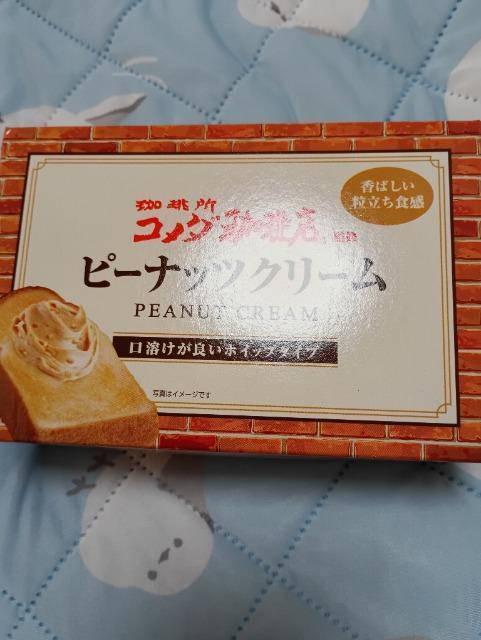 香ばしい
粒立ち食感
珈琲所
コメダ珈琲店
ピーナッツクリーム
PEANUT CREAM
口溶けが良いホイップタイプ
写真はイメージです